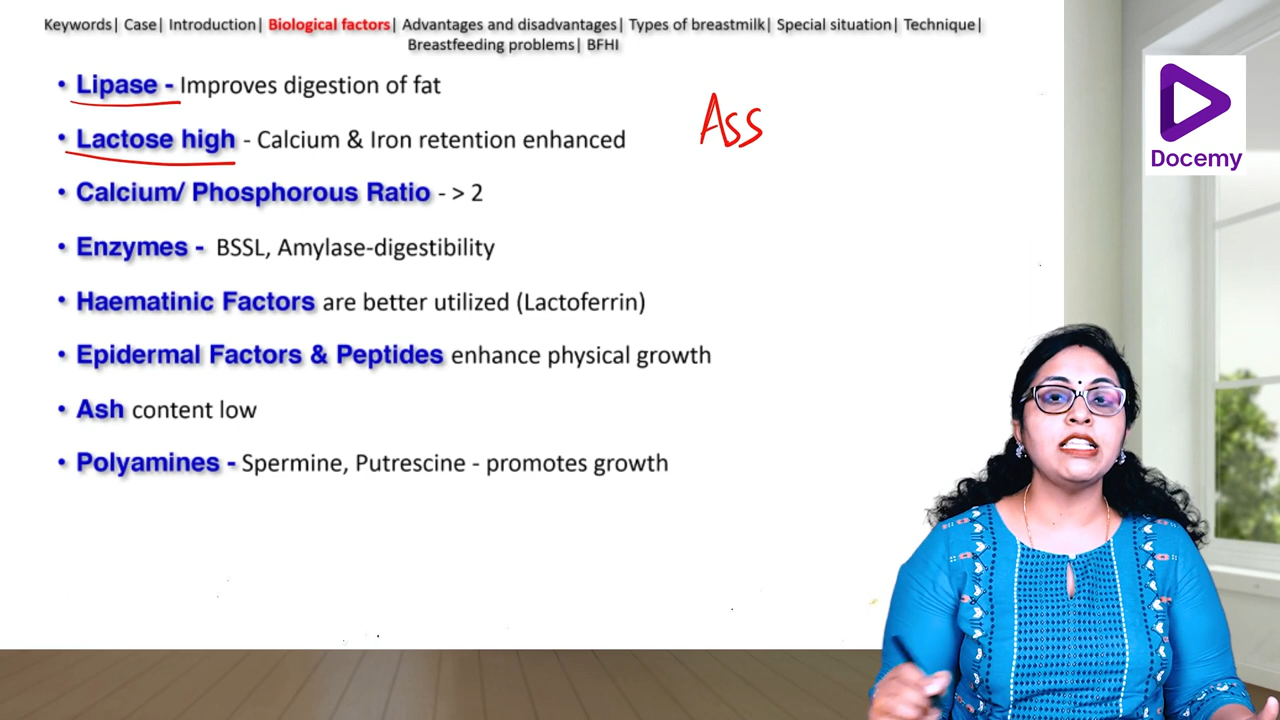 Keywords| Case| Introduction| Biological factors| Advantages and disadvantages| Types of breastmilk| Special situation| Technique|
Breastfeeding problems| BFHI
• Lipase - Improves digestion of fat
• Lactose high - Calcium & Iron retention enhanced
Ass
• Calcium/ Phosphorous Ratio - > 2
• Enzymes - BSSL, Amylase-digestibility
• Haematinic Factors are better utilized (Lactoferrin)
• Epidermal Factors & Peptides enhance physical growth
• Ash content low
• Polyamines - Spermine, Putrescine - promotes growth
Docemy